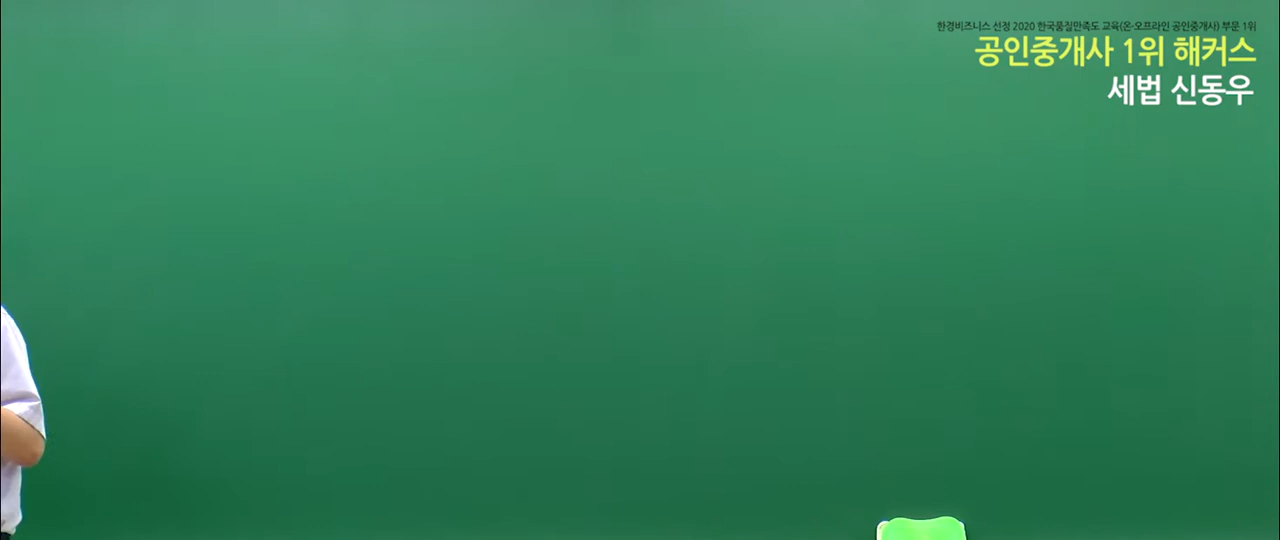 한경비즈니스 선정 2020 한국품질만족도 교육(온·오프라인 공인중개사) 부문 1위
공인중개사 1위 해커스
세법 신동우